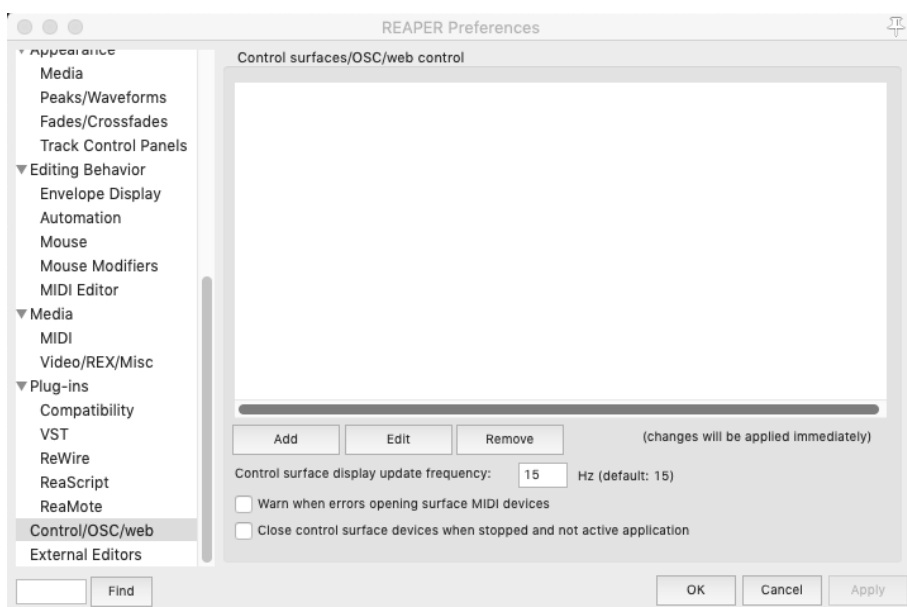 REAPER Preferences
Appearance
Media
Peaks/Waveforms
Fades/Crossfades
Track Control Panels
Editing Behavior
Envelope Display
Automation
Mouse
Mouse Modifiers
MIDI Editor
Media
MIDI
Video/REX/Misc
Plug-ins
Compatibility
VST
ReWire
ReaScript
ReaMote
Control/OSC/web
External Editors
Find
Control surfaces/OSC/web control
Add Edit Remove (changes will be applied immediately)
Control surface display update frequency: 15 Hz (default: 15)
Warn when errors opening surface MIDI devices
Close control surface devices when stopped and not active application
OK Cancel Apply